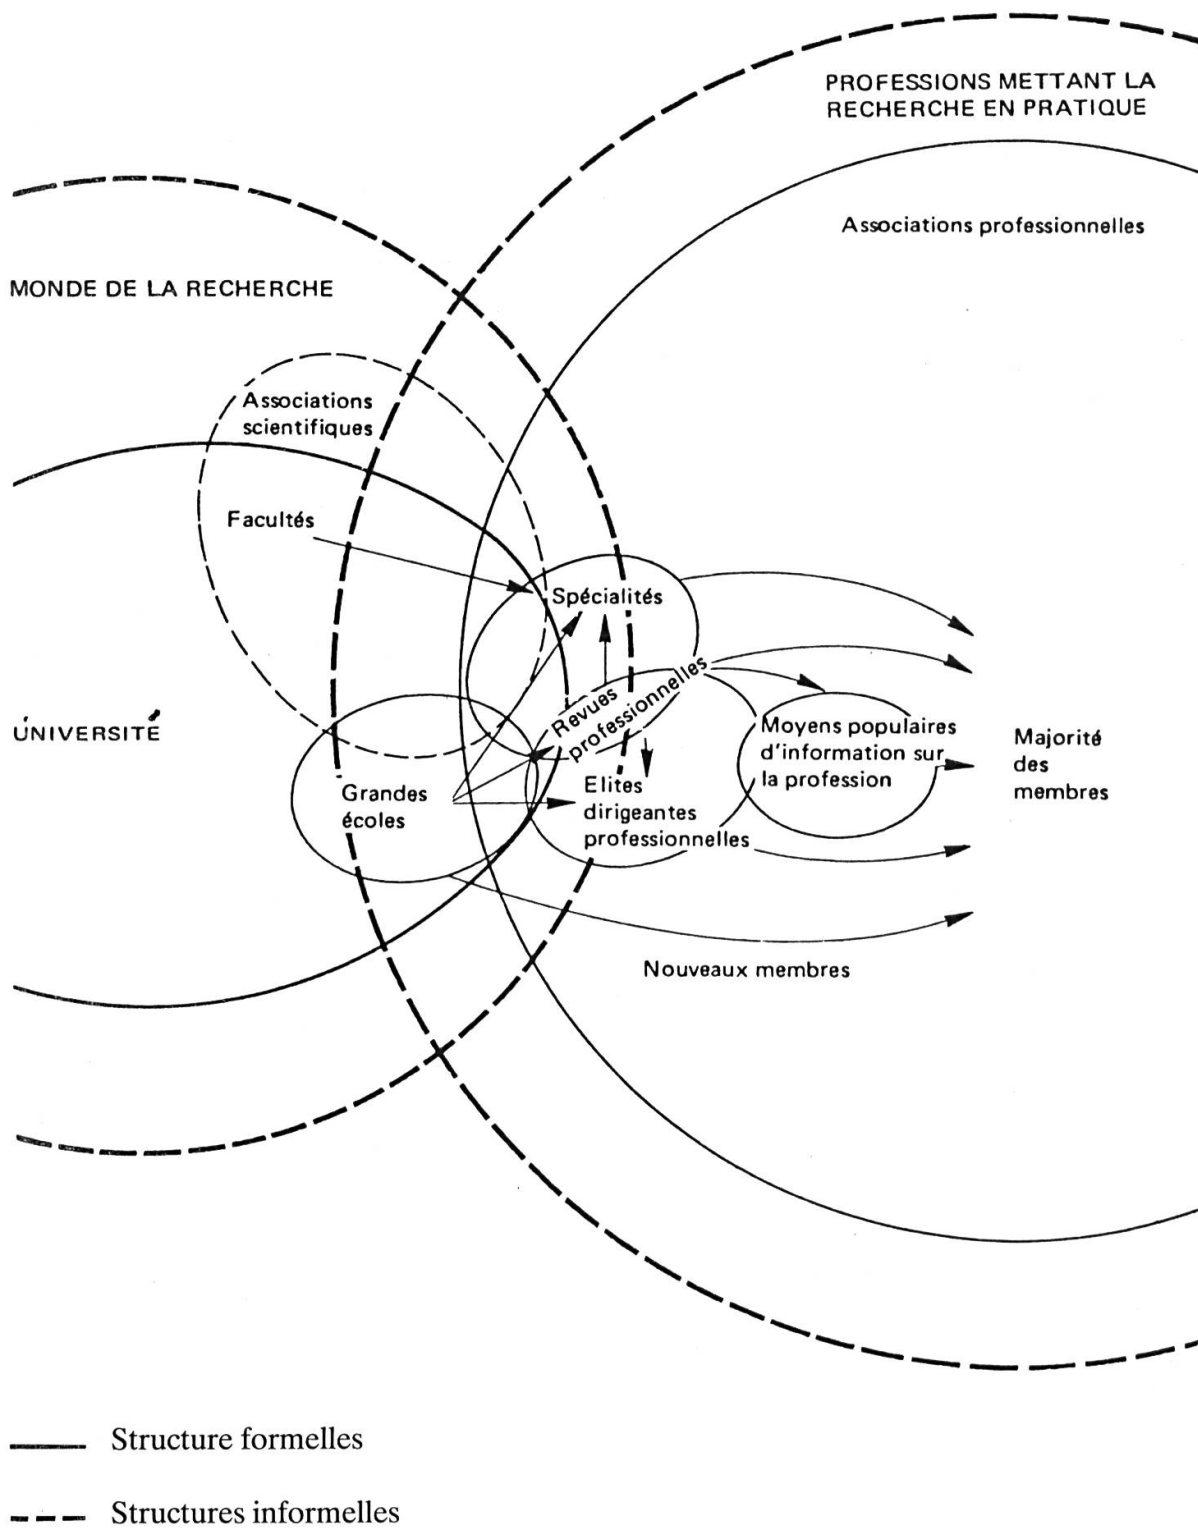 PROFESSIONS METTANT LA
RECHERCHE EN PRATIQUE
Associations professionnelles
MONDE DE LA RECHERCHE
Associations
scientifiques
Facultés
Spécialités
Revues
professionnelles
UNIVERSITÉ
Moyens populaires
d'information sur
la profession
Majorité
des
membres
Grandes
écoles
Elites
dirigeantes
professionnelles
Nouveaux membres
Structure formelles
Structures informelles